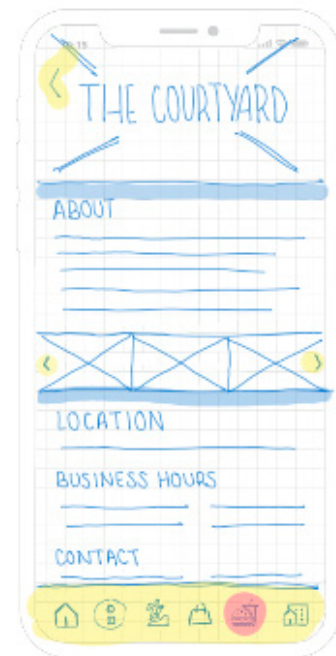 THE COURTYARD
ABOUT
LOCATION
BUSINESS HOURS
CONTACT